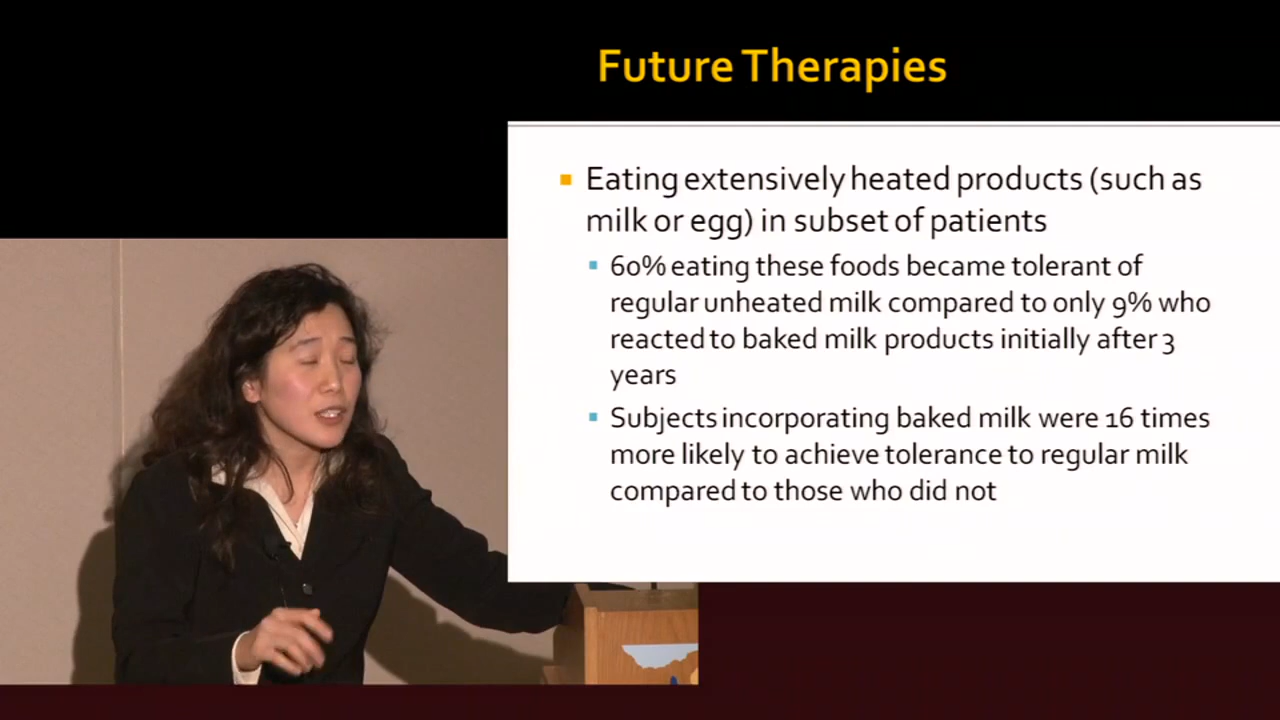 Future Therapies
Eating extensively heated products (such as
milk or egg) in subset of patients
60% eating these foods became tolerant of
regular unheated milk compared to only 9% who
reacted to baked milk products initially after 3
years
Subjects incorporating baked milk were 16 times
more likely to achieve tolerance to regular milk
compared to those who did not